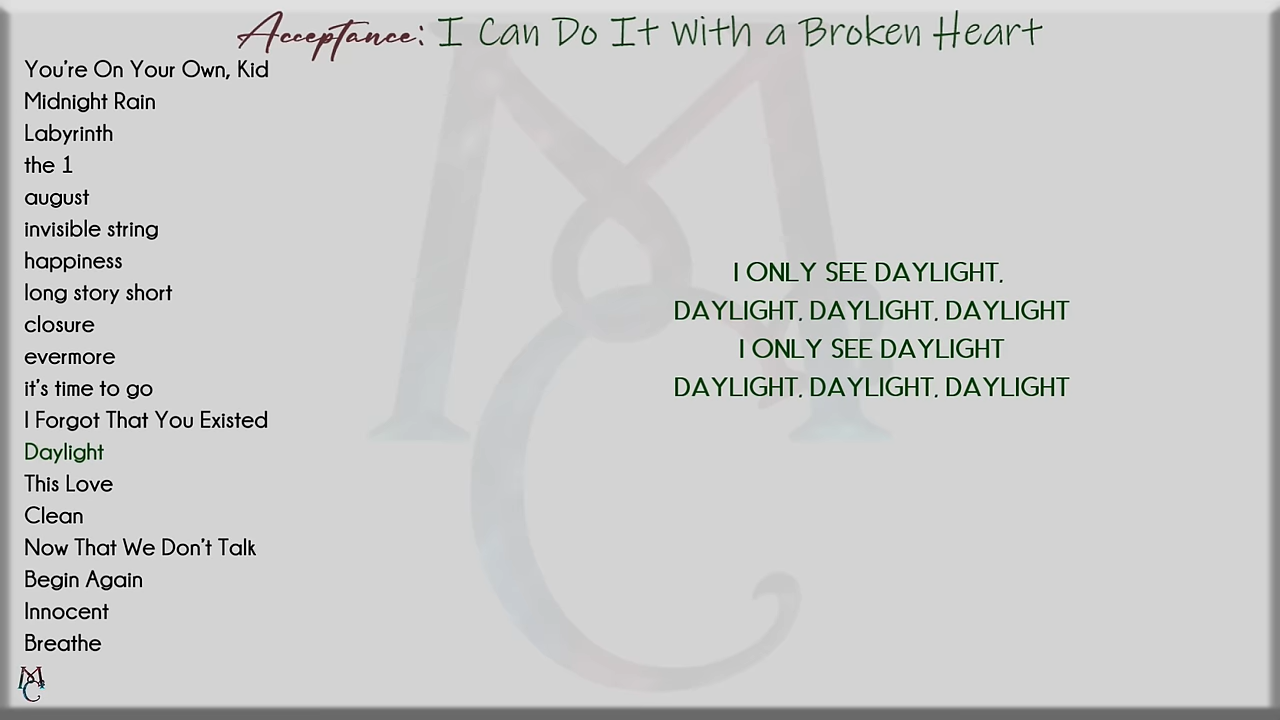 Acceptance: I Can Do It With a Broken Heart
You're On Your Own, Kid
Midnight Rain
Labyrinth
the 1
august
invisible string
happiness
long story short
closure
evermore
it's time to go
I Forgot That You Existed
Daylight
This Love
Clean
Now That We Don't Talk
Begin Again
Innocent
Breathe
I ONLY SEE DAYLIGHT,
DAYLIGHT, DAYLIGHT, DAYLIGHT
I ONLY SEE DAYLIGHT
DAYLIGHT, DAYLIGHT, DAYLIGHT
MC